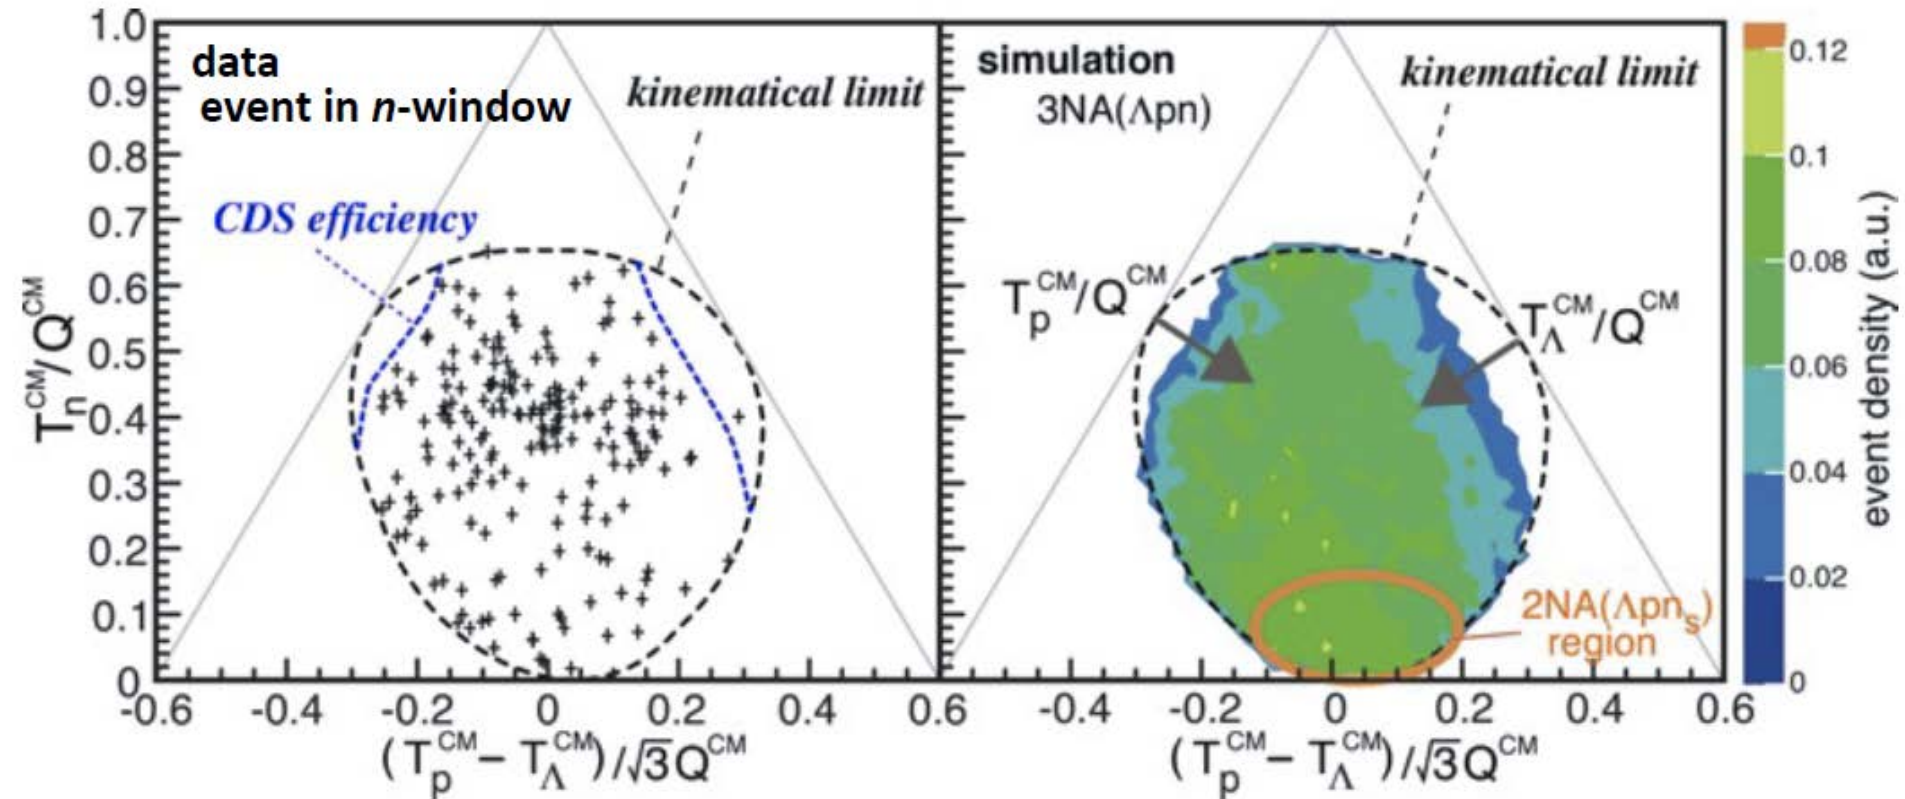 data
event in n-window
kinematical limit
CDS efficiency
1.0
0.9
0.8
0.7
0.6
0.5
0.4
0.3
0.2
0.1
0
T_n^CM/Q^CM
-0.6 -0.4 -0.2 0 0.2 0.4 0.6
(T_p^CM − T_Λ^CM)/√3Q^CM
simulation
3NA(Λpn)
kinematical limit
T_p^CM/Q^CM
T_Λ^CM/Q^CM
2NA(Λpn_s)
region
-0.4 -0.2 0 0.2 0.4 0.6
(T_p^CM − T_Λ^CM)/√3Q^CM
0.12
0.1
0.08
0.06
0.04
0.02
0
event density (a.u.)